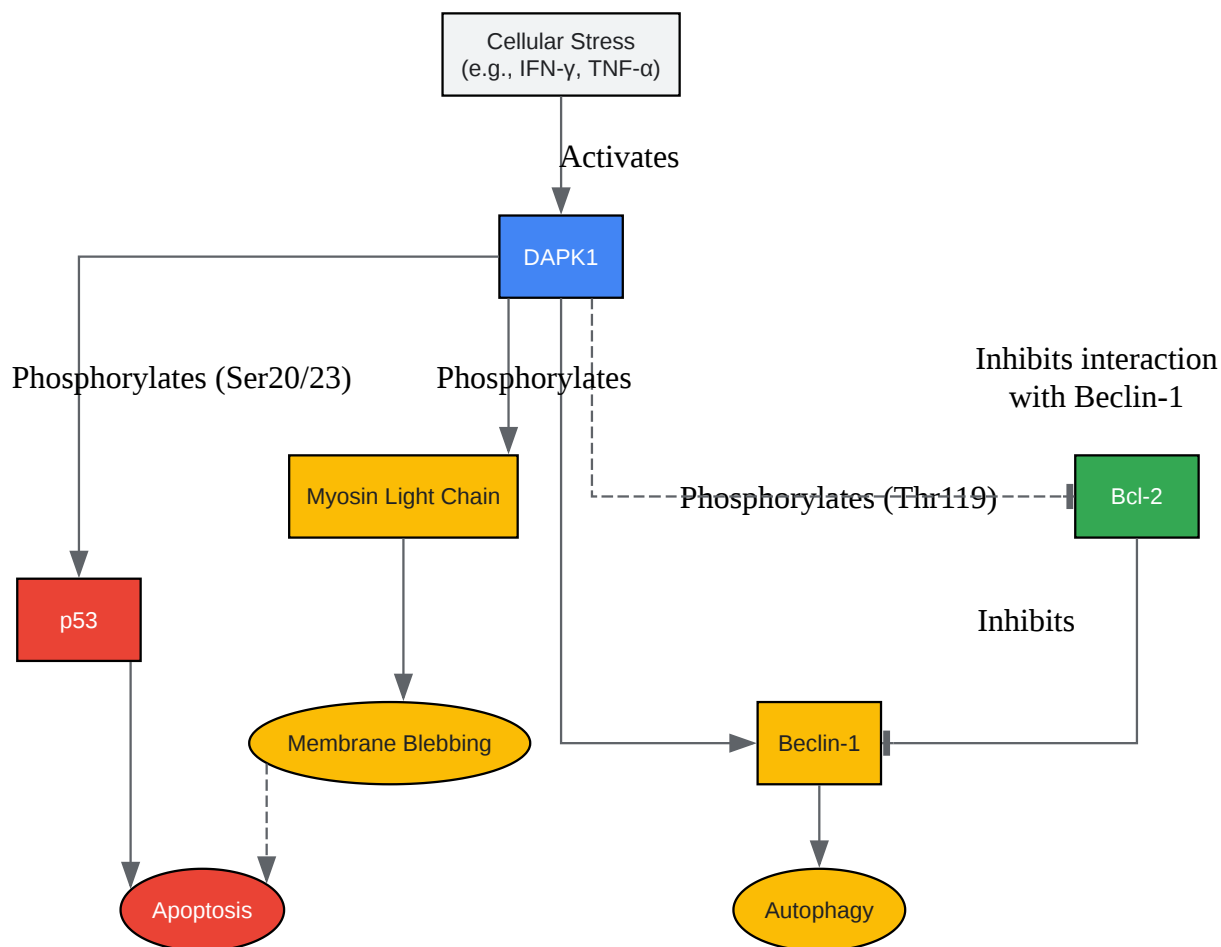 Cellular Stress
(e.g., IFN-γ, TNF-α)
Activates
DAPK1
Phosphorylates (Ser20/23)
Phosphorylates
Inhibits interaction
with Beclin-1
Myosin Light Chain
Phosphorylates (Thr119)
Bcl-2
p53
Inhibits
Membrane Blebbing
Beclin-1
Apoptosis
Autophagy